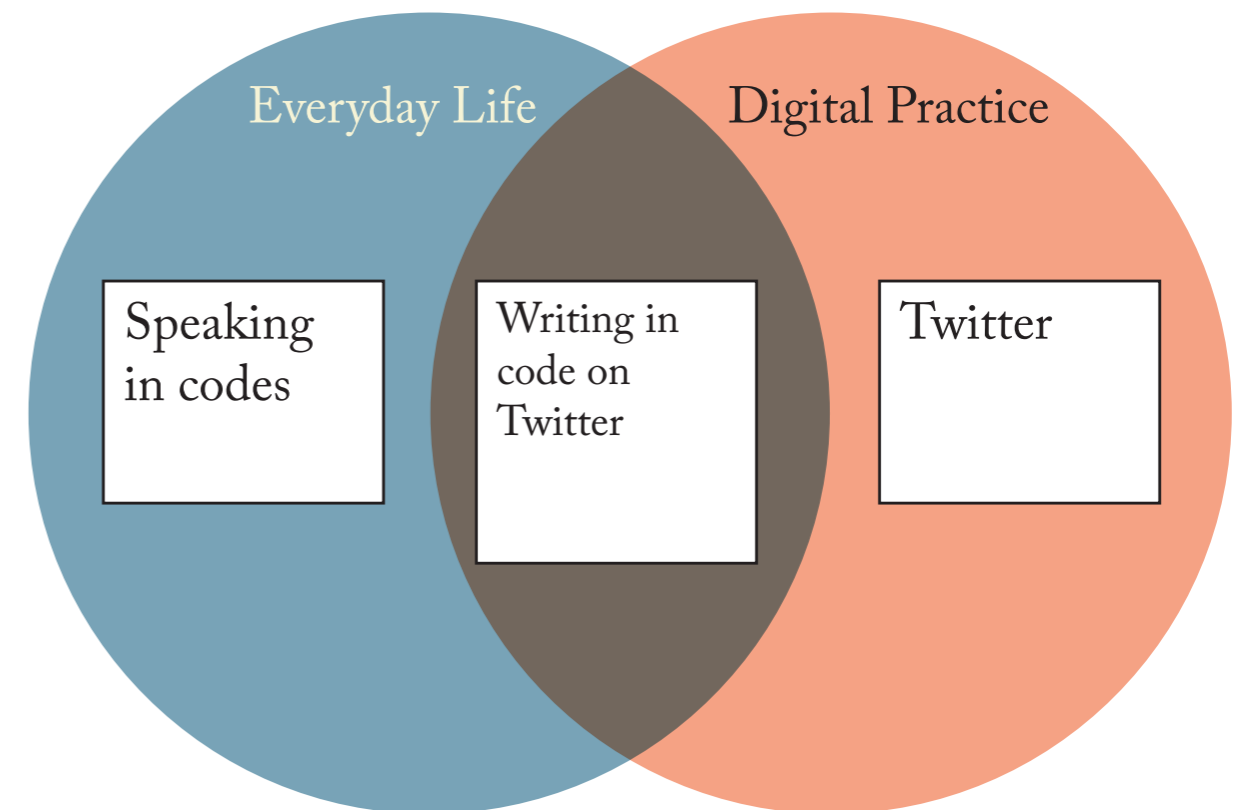 Everyday Life
Digital Practice
Speaking
in codes
Writing in
code on
Twitter
Twitter